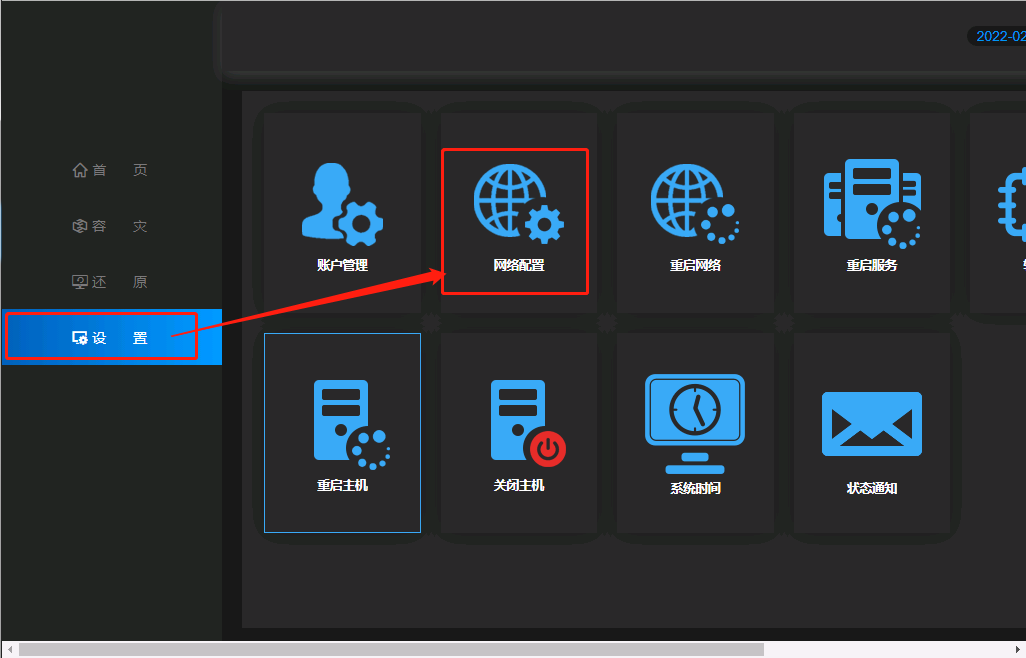 2022-02
首 页
容 灾
还 原
设 置
账户管理
网络配置
重启网络
重启服务
重启主机
关闭主机
系统时间
状态通知